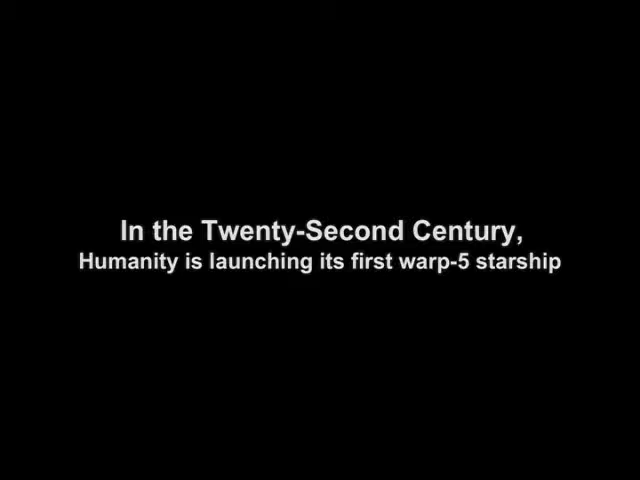 In the Twenty-Second Century,
Humanity is launching its first warp-5 starship